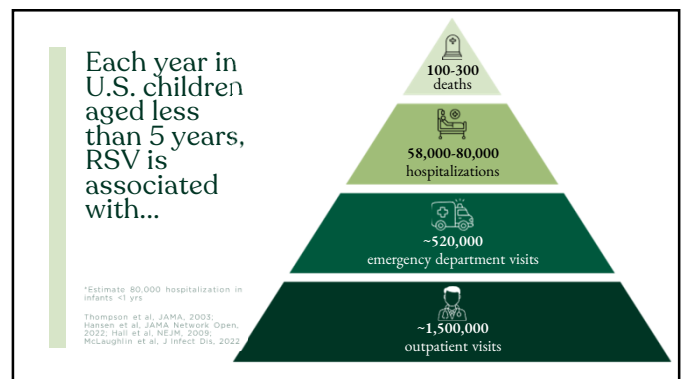 Each year in
U.S. children
aged less
than 5 years,
RSV is
associated
with...
*Estimate 80,000 hospitalization in
infants <1 yrs
Thompson et al, JAMA, 2003;
Hansen et al, JAMA Network Open,
2022; Hall et al, NEJM, 2009;
McLaughlin et al, J Infect Dis, 2022
100-300
deaths
58,000-80,000
hospitalizations
~520,000
emergency department visits
~1,500,000
outpatient visits